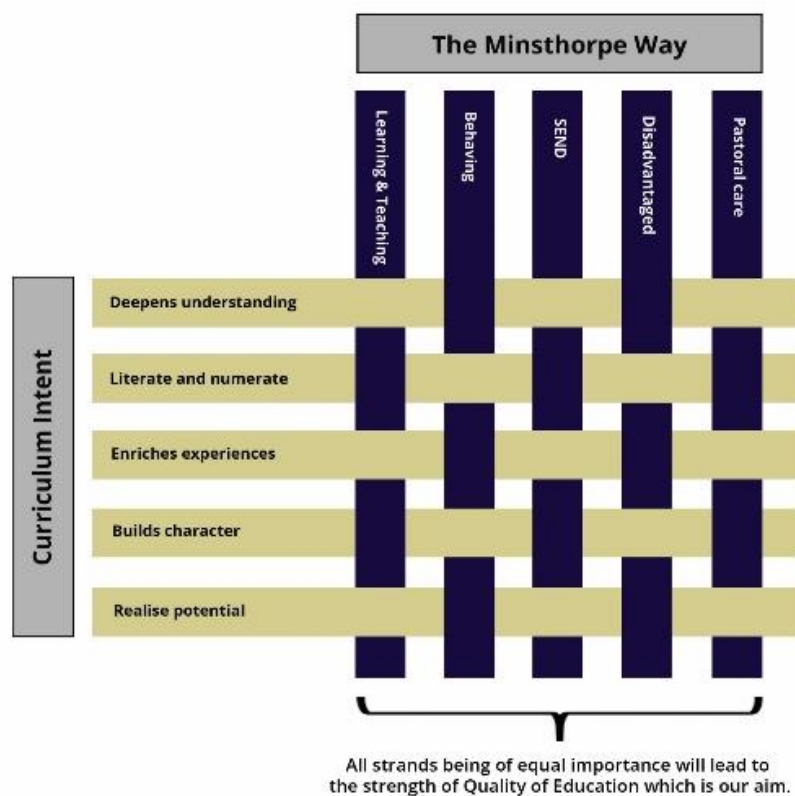 The Minsthorpe Way
Learning & Teaching
Behaving
SEND
Disadvantaged
Pastoral care
Curriculum Intent
Deepens understanding
Literate and numerate
Enriches experiences
Builds character
Realise potential
All strands being of equal importance will lead to
the strength of Quality of Education which is our aim.